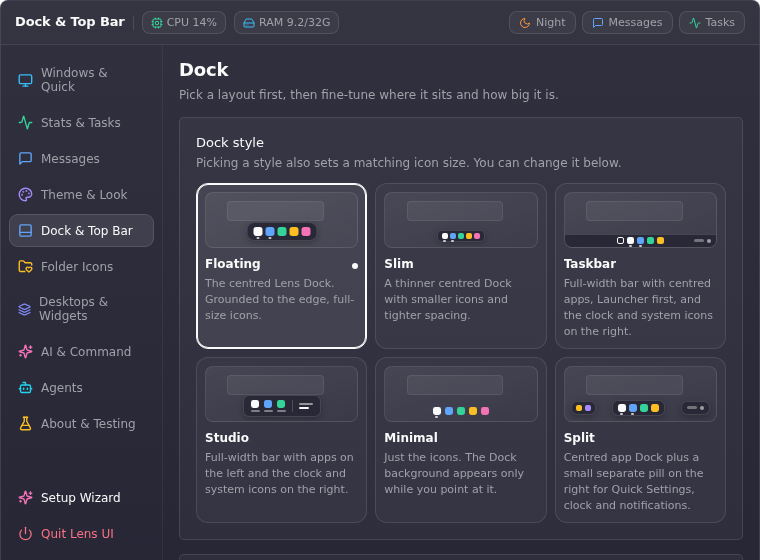 Dock & Top Bar
CPU 14%
RAM 9.2/32G
Night
Messages
Tasks
Windows &
Quick
Stats & Tasks
Messages
Theme & Look
Dock & Top Bar
Folder Icons
Desktops &
Widgets
AI & Command
Agents
About & Testing
Setup Wizard
Quit Lens UI
Dock
Pick a layout first, then fine-tune where it sits and how big it is.
Dock style
Picking a style also sets a matching icon size. You can change it below.
Floating
The centred Lens Dock.
Grounded to the edge, full-
size icons.
Slim
A thinner centred Dock
with smaller icons and
tighter spacing.
Taskbar
Full-width bar with centred
apps, Launcher first, and
the clock and system icons
on the right.
Studio
Full-width bar with apps on
the left and the clock and
system icons on the right.
Minimal
Just the icons. The Dock
background appears only
while you point at it.
Split
Centred app Dock plus a
small separate pill on the
right for Quick Settings,
clock and notifications.